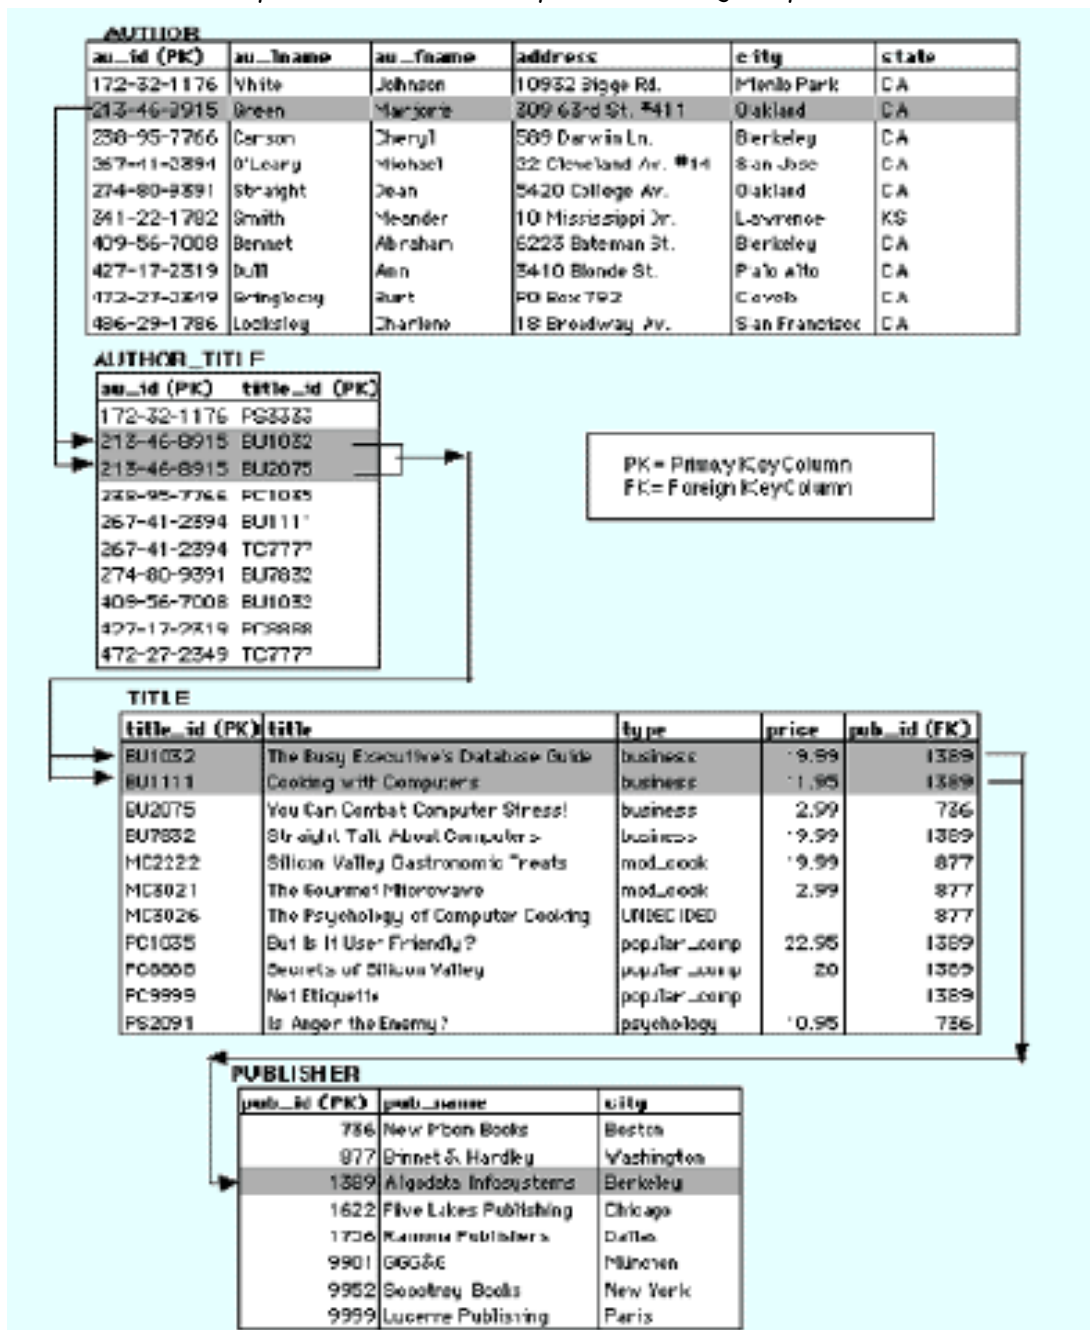 AUTHOR
au_id (PK) au_lname au_fname address city state
172-32-1176 White Johnson 10932 Bigge Rd. Menlo Park CA
213-46-8915 Green Marjorie 309 63rd St. #411 Oakland CA
238-95-7766 Carson Cheryl 589 Darwin Ln. Berkeley CA
267-41-2394 O'Leary Michael 22 Cleveland Av. #14 San Jose CA
274-80-9391 Straight Dean 5420 College Av. Oakland CA
341-22-1782 Smith Meander 10 Mississippi Dr. Lawrence KS
409-56-7008 Bennet Abraham 6223 Bateman St. Berkeley CA
427-17-2319 Dull Ann 3410 Blonde St. Palo Alto CA
472-27-2349 Gringlesby Burt PO Box 792 Covelo CA
486-29-1786 Locksley Charlene 18 Broadway Av. San Francisco CA
AUTHOR_TITLE
au_id (PK) title_id (PK)
172-32-1176 PS3333
213-46-8915 BU1032
213-46-8915 BU2075
238-95-7766 PC1035
267-41-2394 BU1111
267-41-2394 TC7777
274-80-9391 BU7832
409-56-7008 BU1032
427-17-2319 PC8888
472-27-2349 TC7777
PK = Primary Key Column
FK = Foreign Key Column
TITLE
title_id (PK) title type price pub_id (FK)
BU1032 The Busy Executive's Database Guide business 19.99 1389
BU1111 Cooking with Computers business 11.95 1389
BU2075 You Can Combat Computer Stress! business 2.99 736
BU7832 Straight Talk About Computers business 19.99 1389
MC2222 Silicon Valley Gastronomic Treats mod_cook 19.99 877
MC3021 The Gourmet Microwave mod_cook 2.99 877
MC3026 The Psychology of Computer Cooking UNDECIDED 877
PC1035 But Is It User Friendly? popular_comp 22.95 1389
PC8888 Secrets of Silicon Valley popular_comp 20 1389
PC9999 Net Etiquette popular_comp 1389
PS2091 Is Anger the Enemy? psychology 10.95 736
PUBLISHER
pub_id (PK) pub_name city
736 New Moon Books Boston
877 Binnet & Hardley Washington
1389 Algodata Infosystems Berkeley
1622 Five Lakes Publishing Chicago
1756 Ramona Publishers Dallas
9901 GGG&G München
9952 Scootney Books New York
9999 Lucerne Publishing Paris